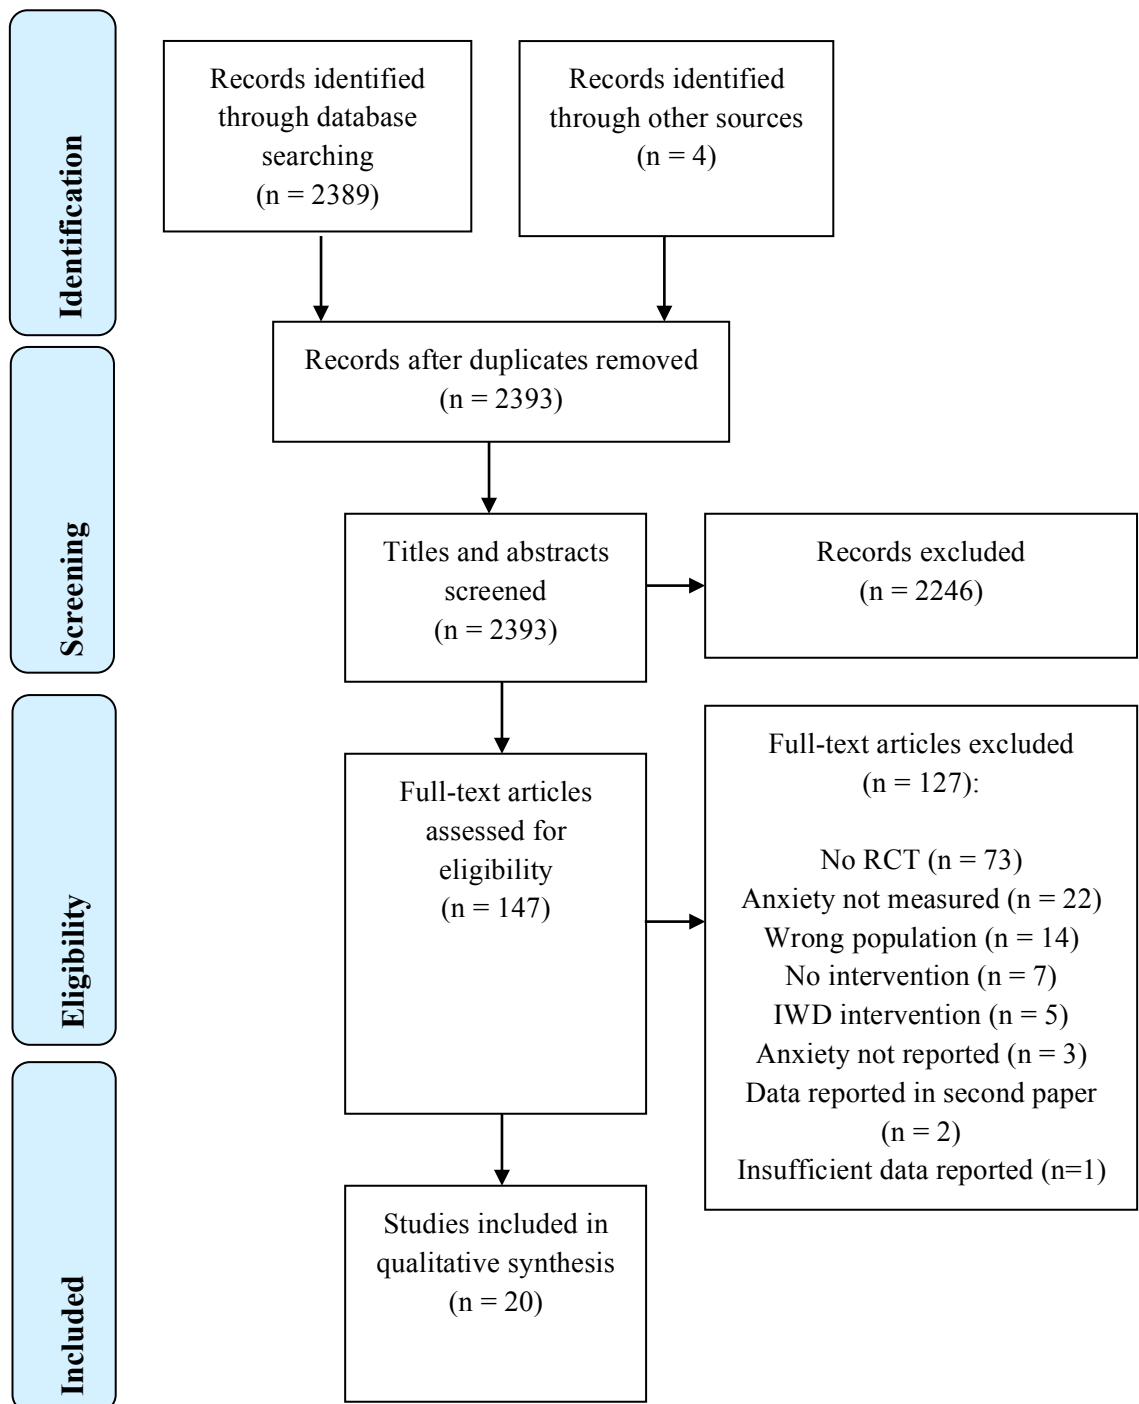 Identification
Records identified
through database
searching
(n = 2389)
Records identified
through other sources
(n = 4)
Records after duplicates removed
(n = 2393)
Screening
Titles and abstracts
screened
(n = 2393)
Records excluded
(n = 2246)
Eligibility
Full-text articles
assessed for
eligibility
(n = 147)
Full-text articles excluded
(n = 127):
No RCT (n = 73)
Anxiety not measured (n = 22)
Wrong population (n = 14)
No intervention (n = 7)
IWD intervention (n = 5)
Anxiety not reported (n = 3)
Data reported in second paper
(n = 2)
Insufficient data reported (n=1)
Included
Studies included in
qualitative synthesis
(n = 20)